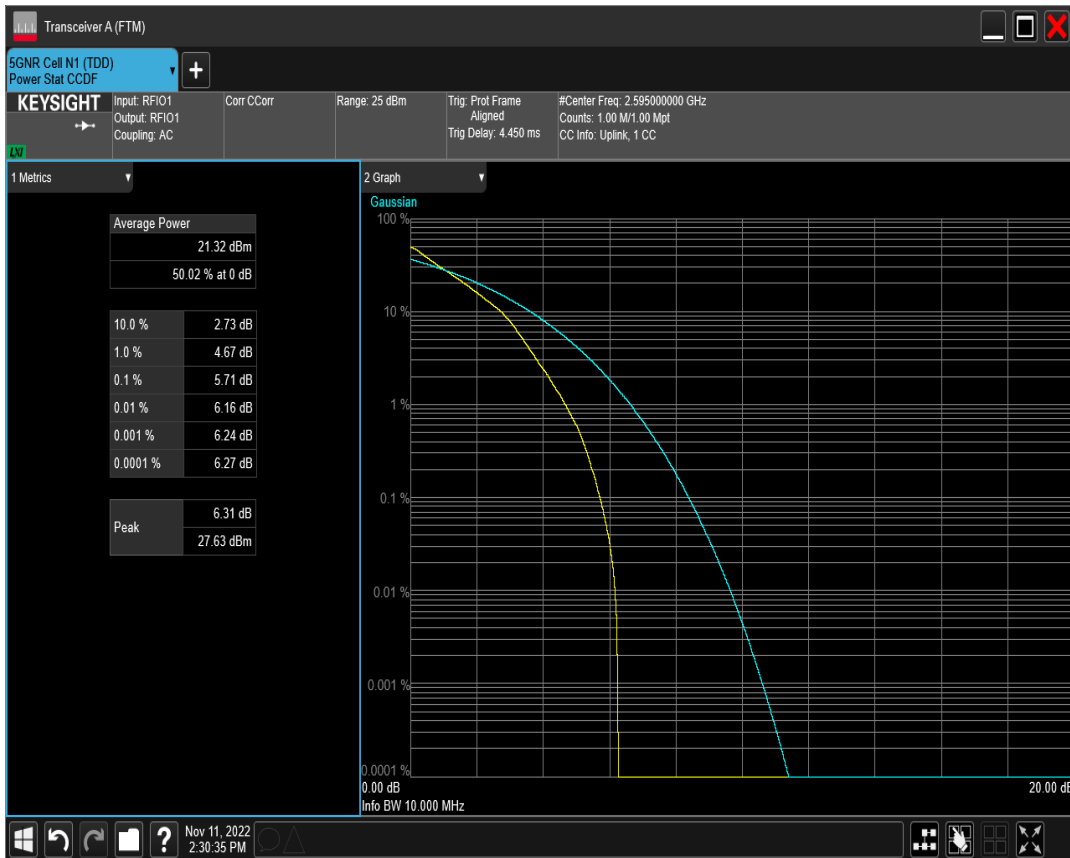 Transceiver A (FTM)
5GNR Cell N1 (TDD)
Power Stat CCDF
+
KEYSIGHT
LXI
Input: RFIO1
Output: RFIO1
Coupling: AC
Corr CCorr
Range: 25 dBm
Trig: Prot Frame
Aligned
Trig Delay: 4.450 ms
#Center Freq: 2.595000000 GHz
Counts: 1.00 M/1.00 Mpt
CC Info: Uplink, 1 CC
1 Metrics
Average Power
21.32 dBm
50.02 % at 0 dB
10.0 % 2.73 dB
1.0 % 4.67 dB
0.1 % 5.71 dB
0.01 % 6.16 dB
0.001 % 6.24 dB
0.0001 % 6.27 dB
Peak
6.31 dB
27.63 dBm
2 Graph
Gaussian
100 %
10 %
1 %
0.1 %
0.01 %
0.001 %
0.0001 %
0.00 dB 20.00 dB
Info BW 10.000 MHz
?
Nov 11, 2022
2:30:35 PM